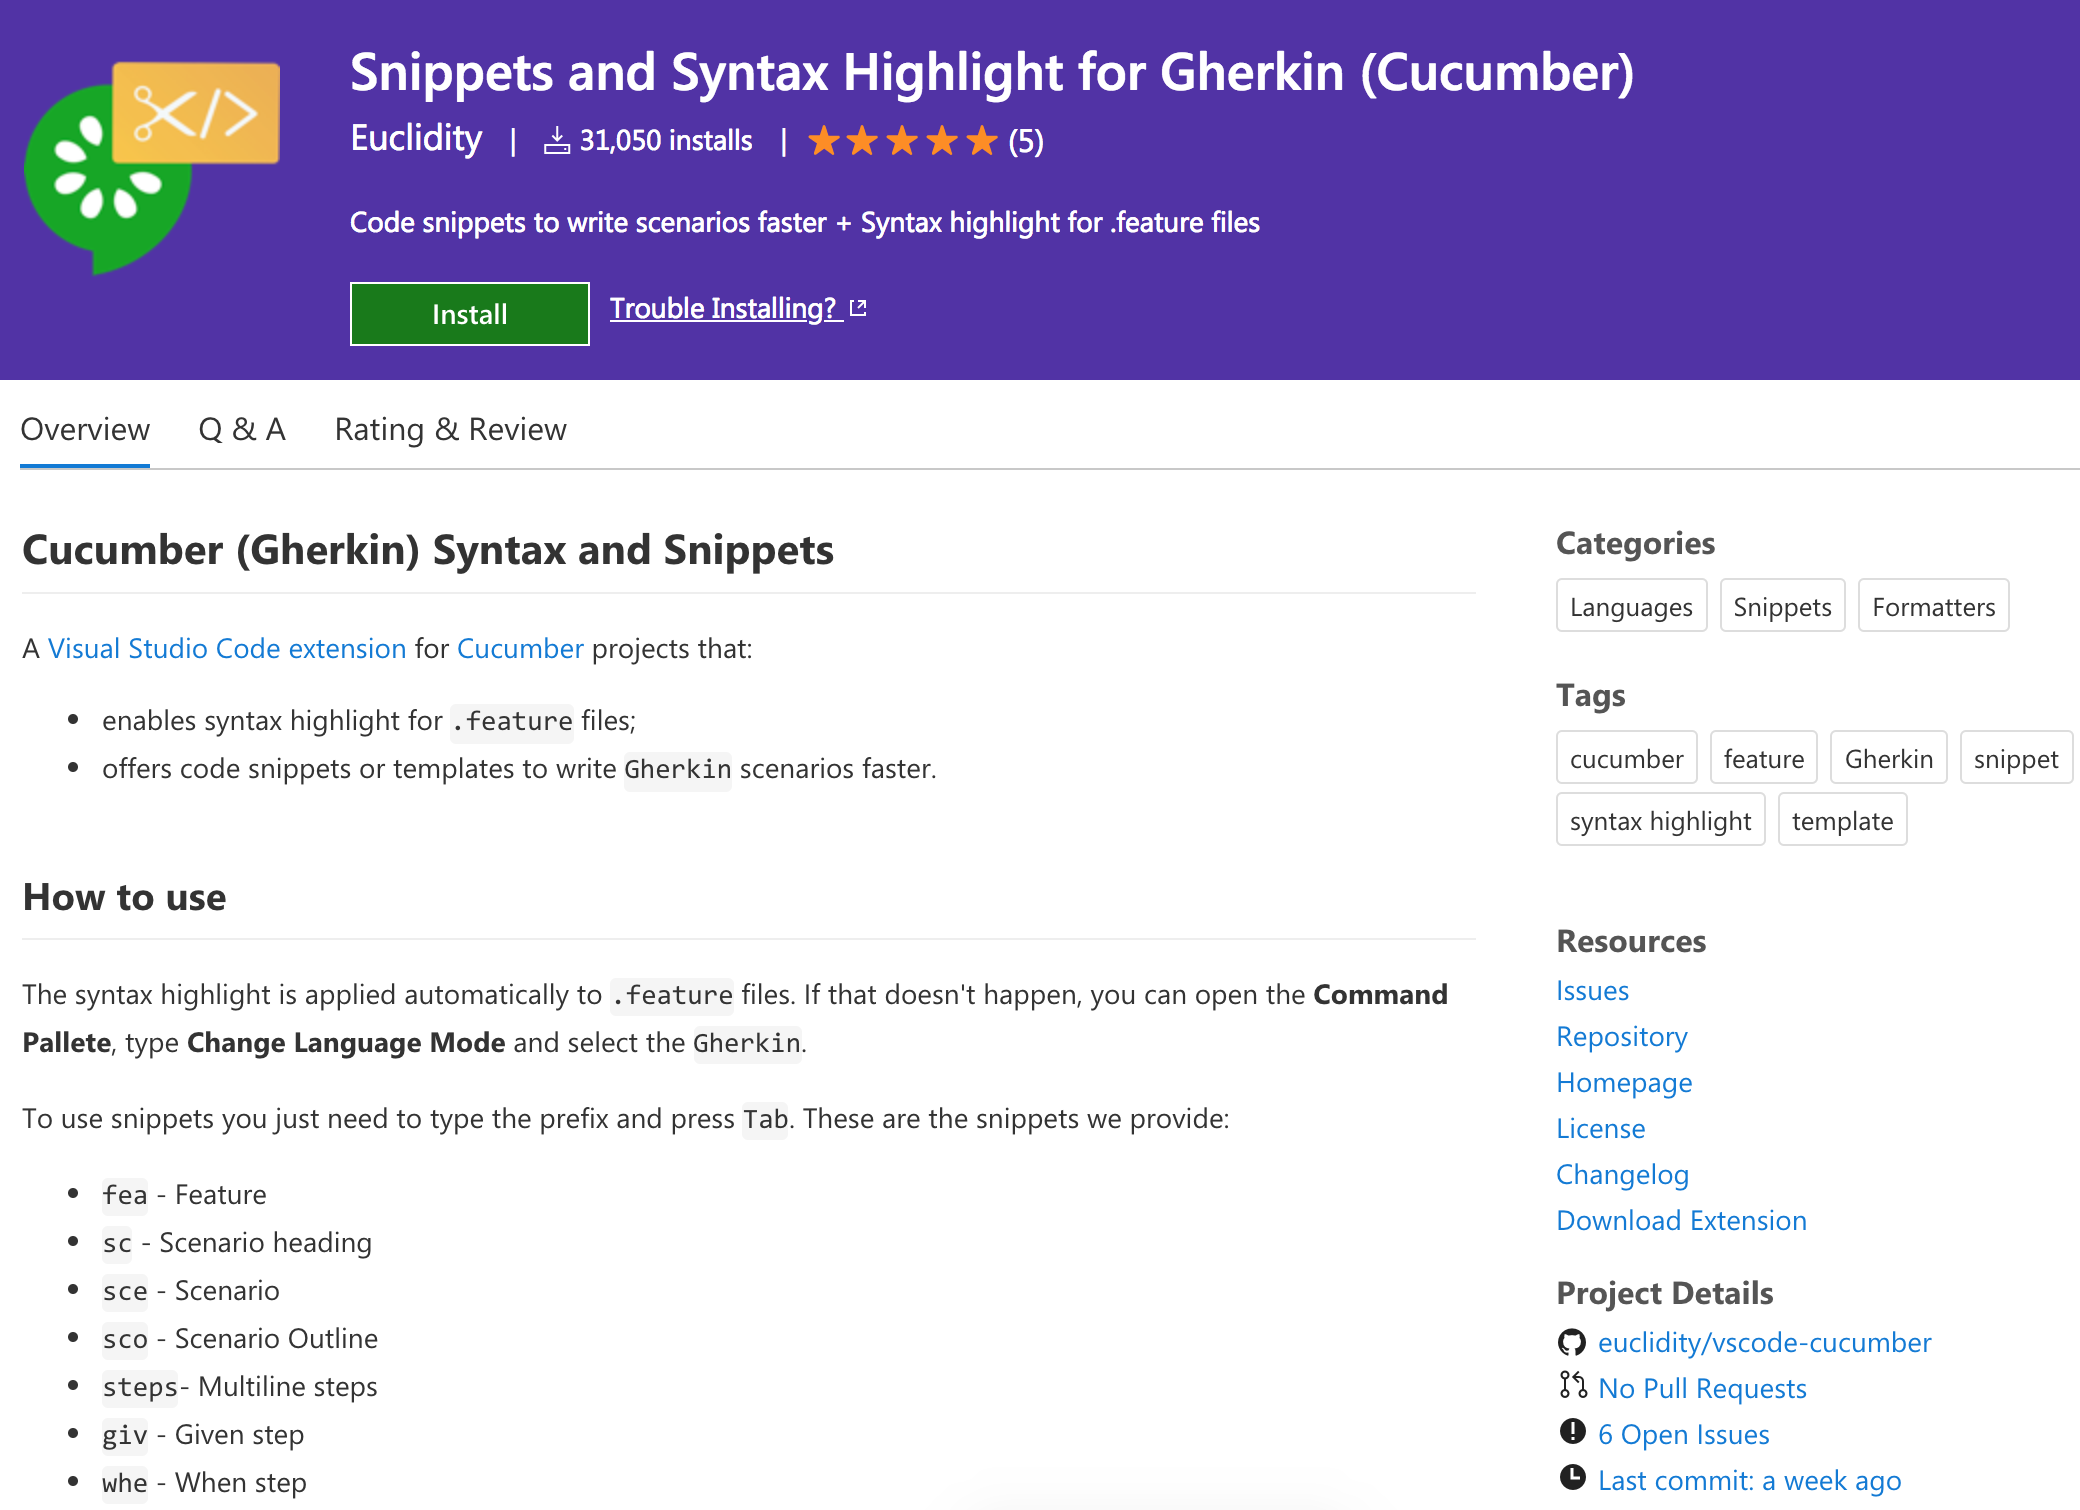 Snippets and Syntax Highlight for Gherkin (Cucumber)
Euclidity | 31,050 installs | (5)
Code snippets to write scenarios faster + Syntax highlight for .feature files
Install Trouble Installing?
Overview Q & A Rating & Review
Cucumber (Gherkin) Syntax and Snippets
A Visual Studio Code extension for Cucumber projects that:
• enables syntax highlight for .feature files;
• offers code snippets or templates to write Gherkin scenarios faster.
How to use
The syntax highlight is applied automatically to .feature files. If that doesn't happen, you can open the Command
Pallete, type Change Language Mode and select the Gherkin.
To use snippets you just need to type the prefix and press Tab. These are the snippets we provide:
• fea - Feature
• sc - Scenario heading
• sce - Scenario
• sco - Scenario Outline
• steps- Multiline steps
• giv - Given step
• whe - When step
Categories
Languages Snippets Formatters
Tags
cucumber feature Gherkin snippet
syntax highlight template
Resources
Issues
Repository
Homepage
License
Changelog
Download Extension
Project Details
euclidity/vscode-cucumber
No Pull Requests
6 Open Issues
Last commit: a week ago